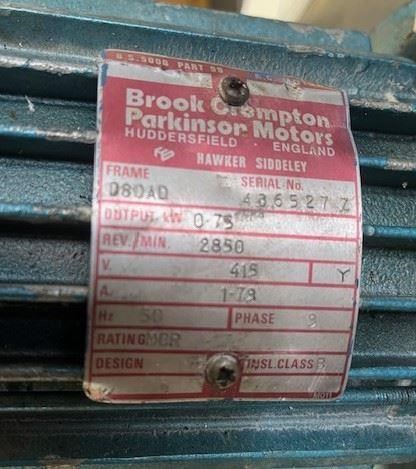 B.S. 5000 PART 99
Brook Crompton
Parkinson Motors
HUDDERSFIELD · ENGLAND
HAWKER SIDDELEY
FRAME SERIAL No.
D80AD 436527 Z
OUTPUT kW 0·75
REV./MIN. 2850
V. 415 Y
A. 1·79
Hz 50 PHASE 3
RATING MCR
DESIGN INSL.CLASS